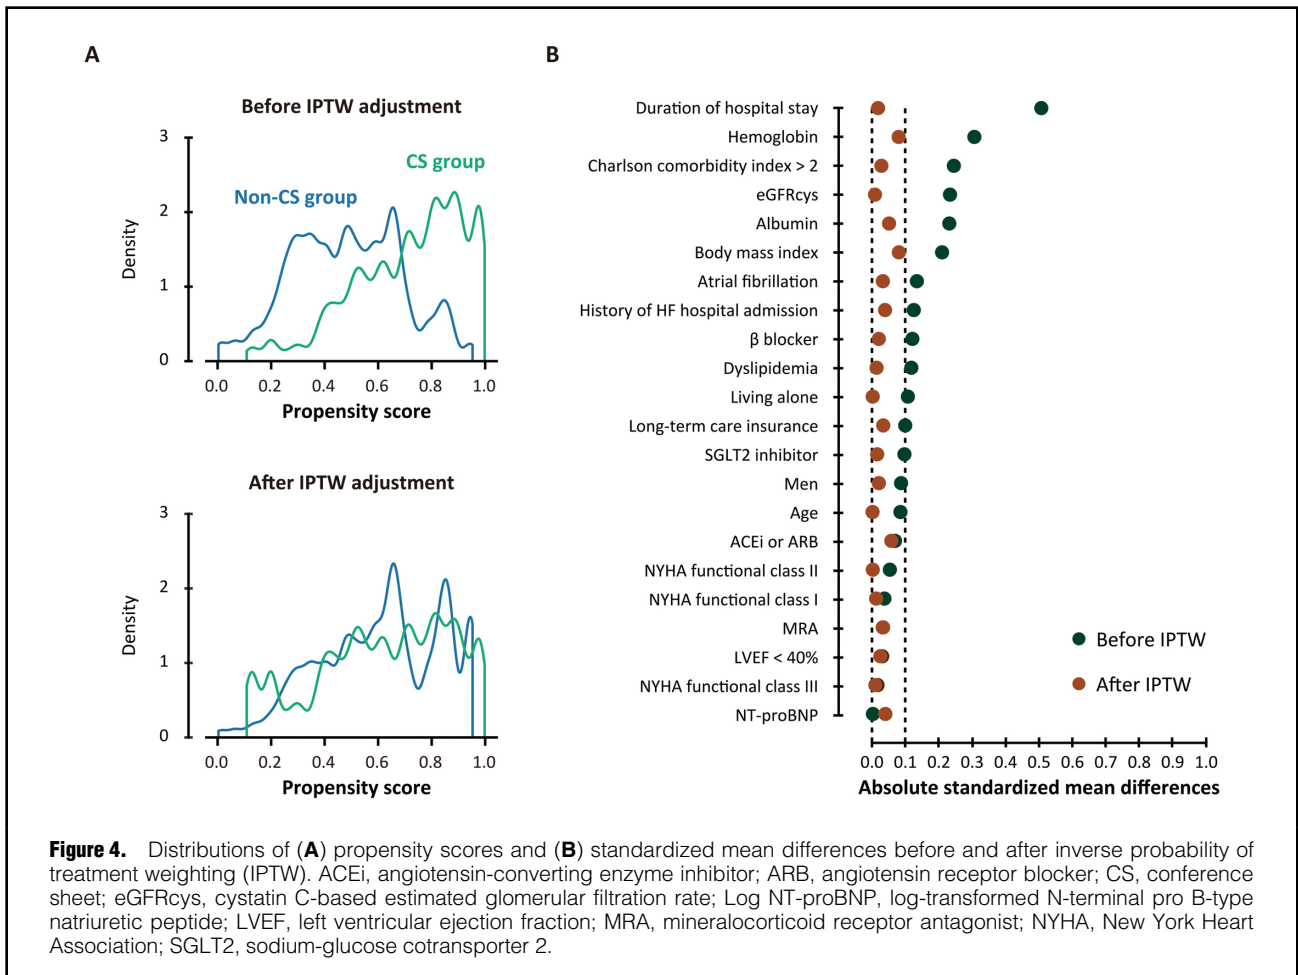 A
B
Before IPTW adjustment
3
2
1
0
Density
Non-CS group
CS group
0.0 0.2 0.4 0.6 0.8 1.0
Propensity score
After IPTW adjustment
3
2
1
0
Density
0.0 0.2 0.4 0.6 0.8 1.0
Propensity score
Duration of hospital stay
Hemoglobin
Charlson comorbidity index > 2
eGFRcys
Albumin
Body mass index
Atrial fibrillation
History of HF hospital admission
β blocker
Dyslipidemia
Living alone
Long-term care insurance
SGLT2 inhibitor
Men
Age
ACEi or ARB
NYHA functional class II
NYHA functional class I
MRA
LVEF < 40%
NYHA functional class III
NT-proBNP
Before IPTW
After IPTW
0.0 0.1 0.2 0.3 0.4 0.5 0.6 0.7 0.8 0.9 1.0
Absolute standardized mean differences
Figure 4. Distributions of (A) propensity scores and (B) standardized mean differences before and after inverse probability of
treatment weighting (IPTW). ACEi, angiotensin-converting enzyme inhibitor; ARB, angiotensin receptor blocker; CS, conference
sheet; eGFRcys, cystatin C-based estimated glomerular filtration rate; Log NT-proBNP, log-transformed N-terminal pro B-type
natriuretic peptide; LVEF, left ventricular ejection fraction; MRA, mineralocorticoid receptor antagonist; NYHA, New York Heart
Association; SGLT2, sodium-glucose cotransporter 2.